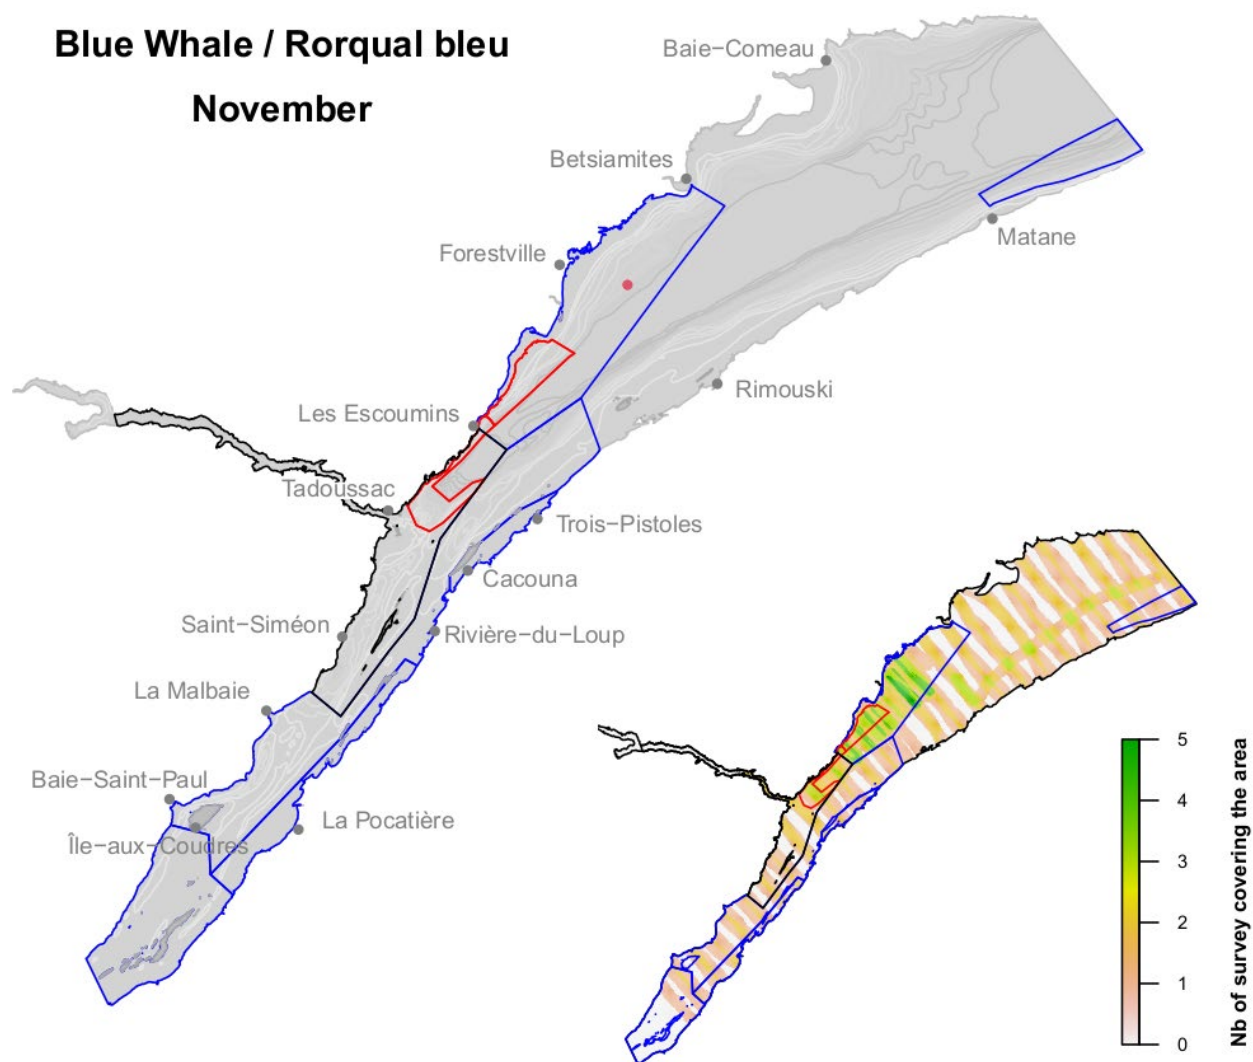 Blue Whale / Rorqual bleu
November
Baie−Comeau
Betsiamites
Forestville
Matane
Rimouski
Les Escoumins
Tadoussac
Trois−Pistoles
Cacouna
Saint−Siméon
Rivière−du−Loup
La Malbaie
Baie−Saint−Paul
La Pocatière
Île−aux−Coudres
5
4
3
2
1
0
Nb of survey covering the area